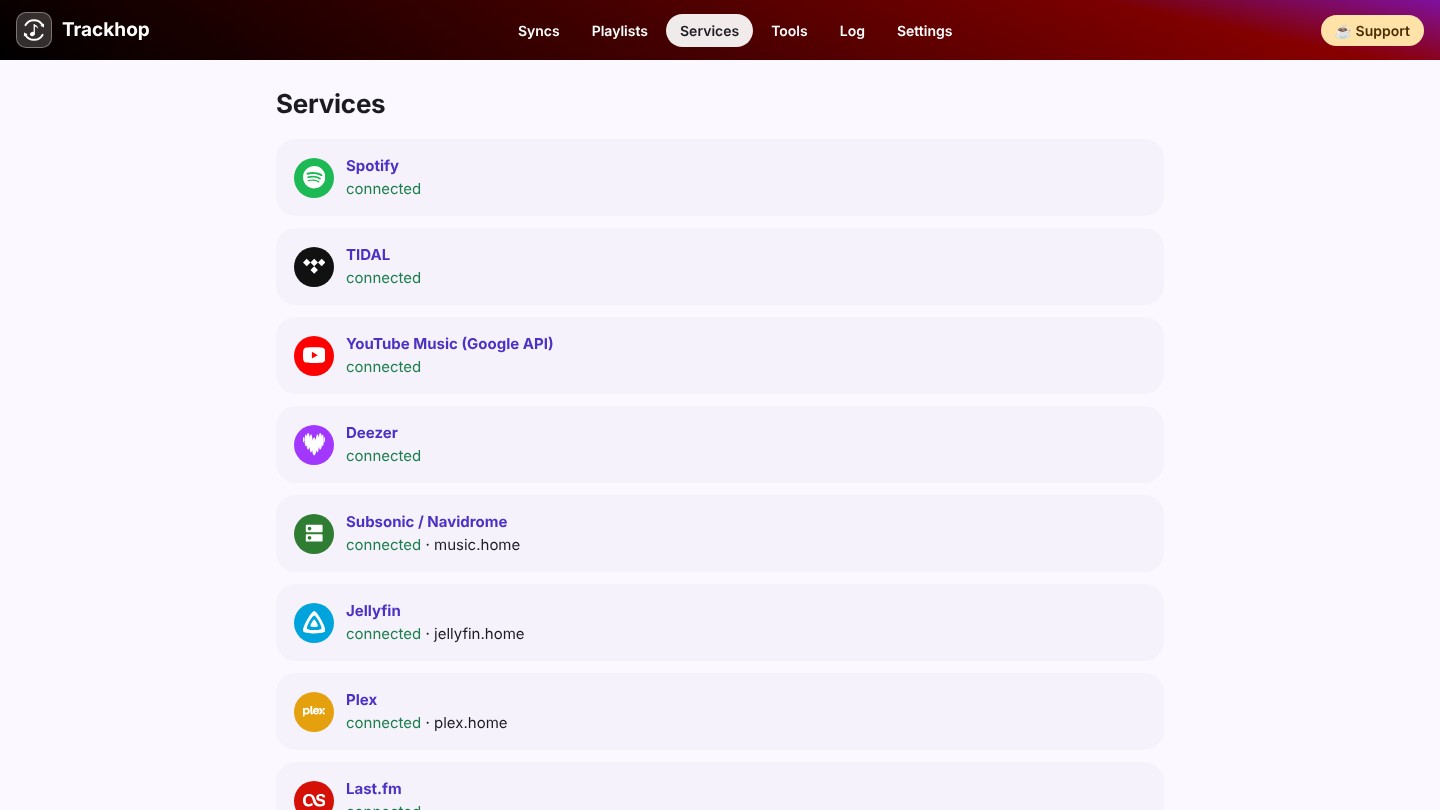 Trackhop
Syncs
Playlists
Services
Tools
Log
Settings
☕ Support
Services
Spotify
connected
TIDAL
connected
YouTube Music (Google API)
connected
Deezer
connected
Subsonic / Navidrome
connected · music.home
Jellyfin
connected · jellyfin.home
plex
Plex
connected · plex.home
Last.fm
connected